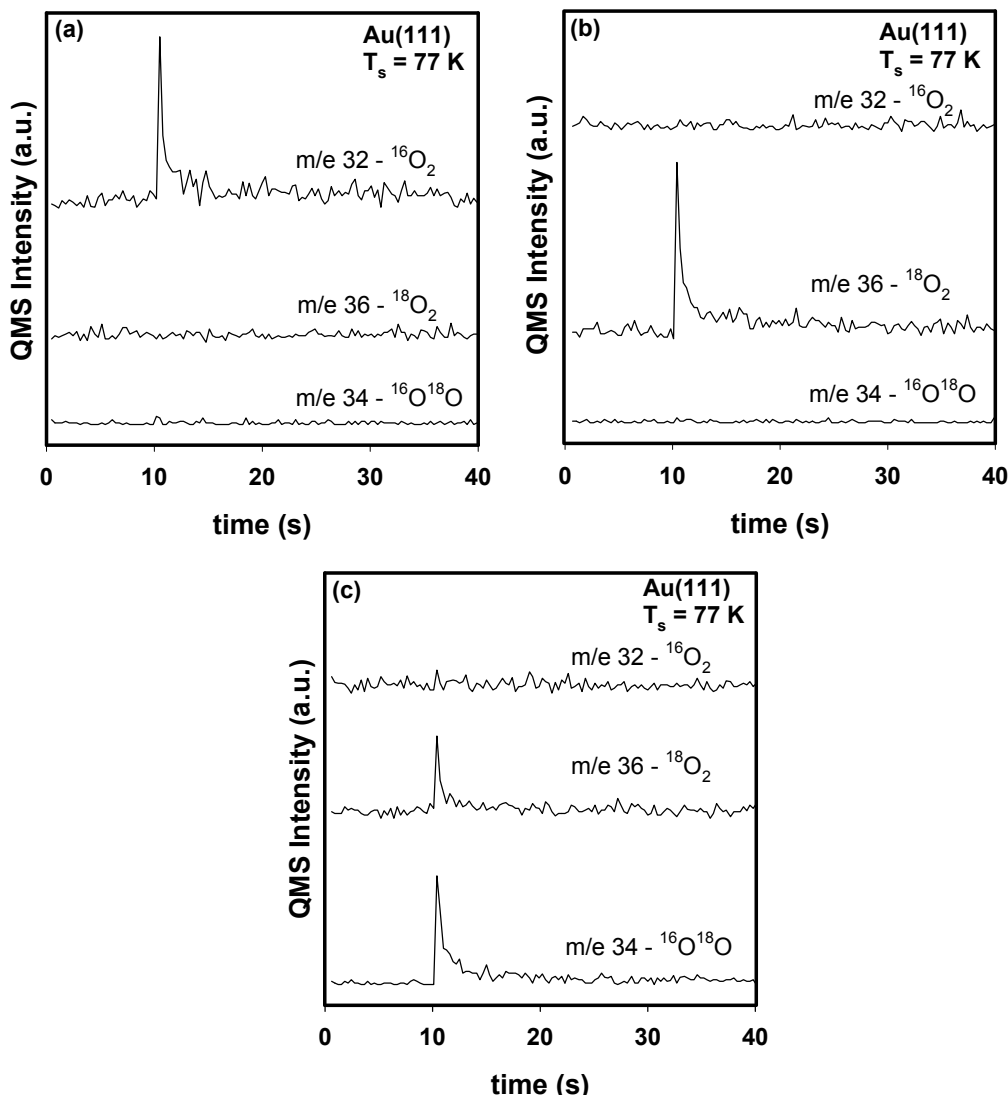 (a)
Au(111)
Tₛ = 77 K
m/e 32 - ¹⁶O₂
m/e 36 - ¹⁸O₂
m/e 34 - ¹⁶O¹⁸O
QMS Intensity (a.u.)
0 10 20 30 40
time (s)
(b)
Au(111)
Tₛ = 77 K
m/e 32 - ¹⁶O₂
m/e 36 - ¹⁸O₂
m/e 34 - ¹⁶O¹⁸O
QMS Intensity (a.u.)
0 10 20 30 40
time (s)
(c)
Au(111)
Tₛ = 77 K
m/e 32 - ¹⁶O₂
m/e 36 - ¹⁸O₂
m/e 34 - ¹⁶O¹⁸O
QMS Intensity (a.u.)
0 10 20 30 40
time (s)